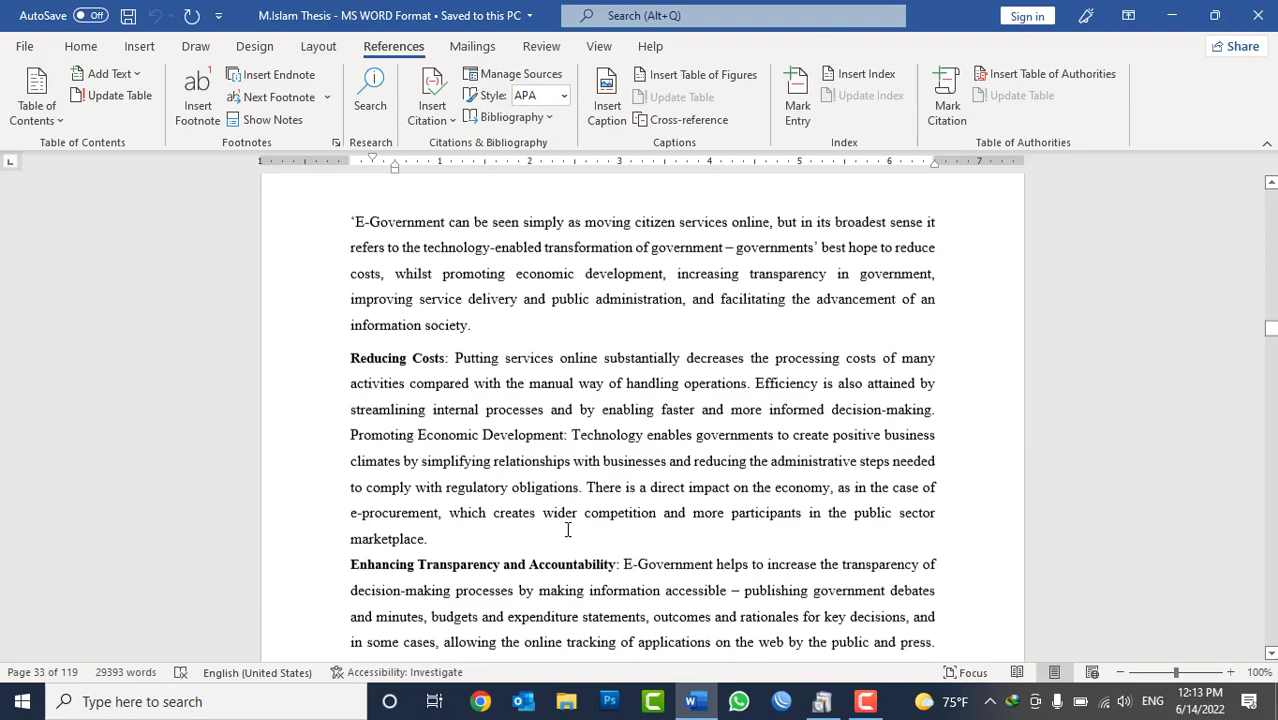 AutoSave Off M.Islam Thesis - MS WORD Format • Saved to this PC Search (Alt+Q) Sign in
File Home Insert Draw Design Layout References Mailings Review View Help Share
Table of Contents Add Text Update Table
Table of Contents
Insert Footnote Insert Endnote Next Footnote Show Notes
Footnotes
Search
Research
Insert Citation Manage Sources Style: APA Bibliography
Citations & Bibliography
Insert Caption Insert Table of Figures Update Table Cross-reference
Captions
Mark Entry Insert Index Update Index
Index
Mark Citation Insert Table of Authorities Update Table
Table of Authorities
1 1 2 3 4 5 6 7
‘E-Government can be seen simply as moving citizen services online, but in its broadest sense it
refers to the technology-enabled transformation of government – governments’ best hope to reduce
costs, whilst promoting economic development, increasing transparency in government,
improving service delivery and public administration, and facilitating the advancement of an
information society.
Reducing Costs: Putting services online substantially decreases the processing costs of many
activities compared with the manual way of handling operations. Efficiency is also attained by
streamlining internal processes and by enabling faster and more informed decision-making.
Promoting Economic Development: Technology enables governments to create positive business
climates by simplifying relationships with businesses and reducing the administrative steps needed
to comply with regulatory obligations. There is a direct impact on the economy, as in the case of
e-procurement, which creates wider competition and more participants in the public sector
marketplace.
Enhancing Transparency and Accountability: E-Government helps to increase the transparency of
decision-making processes by making information accessible – publishing government debates
and minutes, budgets and expenditure statements, outcomes and rationales for key decisions, and
in some cases, allowing the online tracking of applications on the web by the public and press.
Page 33 of 119 29393 words English (United States) Accessibility: Investigate Focus 100%
Type here to search Ps 75°F ENG 12:13 PM
6/14/2022